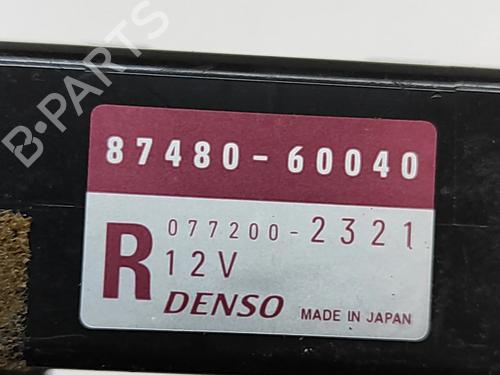 B-PARTS
87480-60040
R 077200-2321
12V
DENSO MADE IN JAPAN